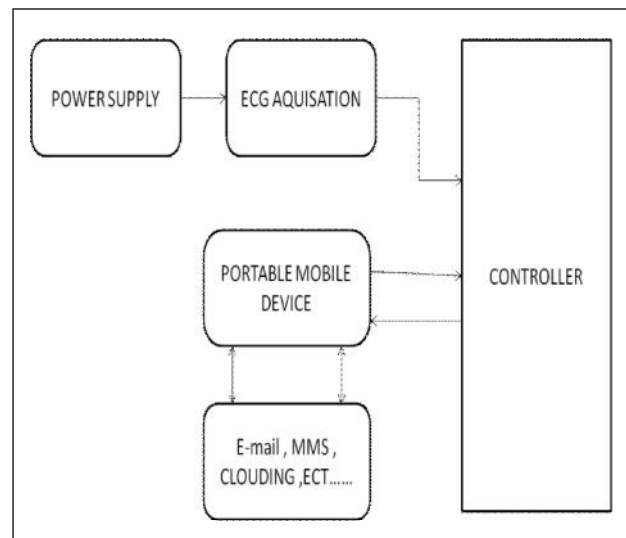 POWER SUPPLY
ECG AQUISATION
PORTABLE MOBILE
DEVICE
CONTROLLER
E-mail , MMS ,
CLOUDING ,ECT......